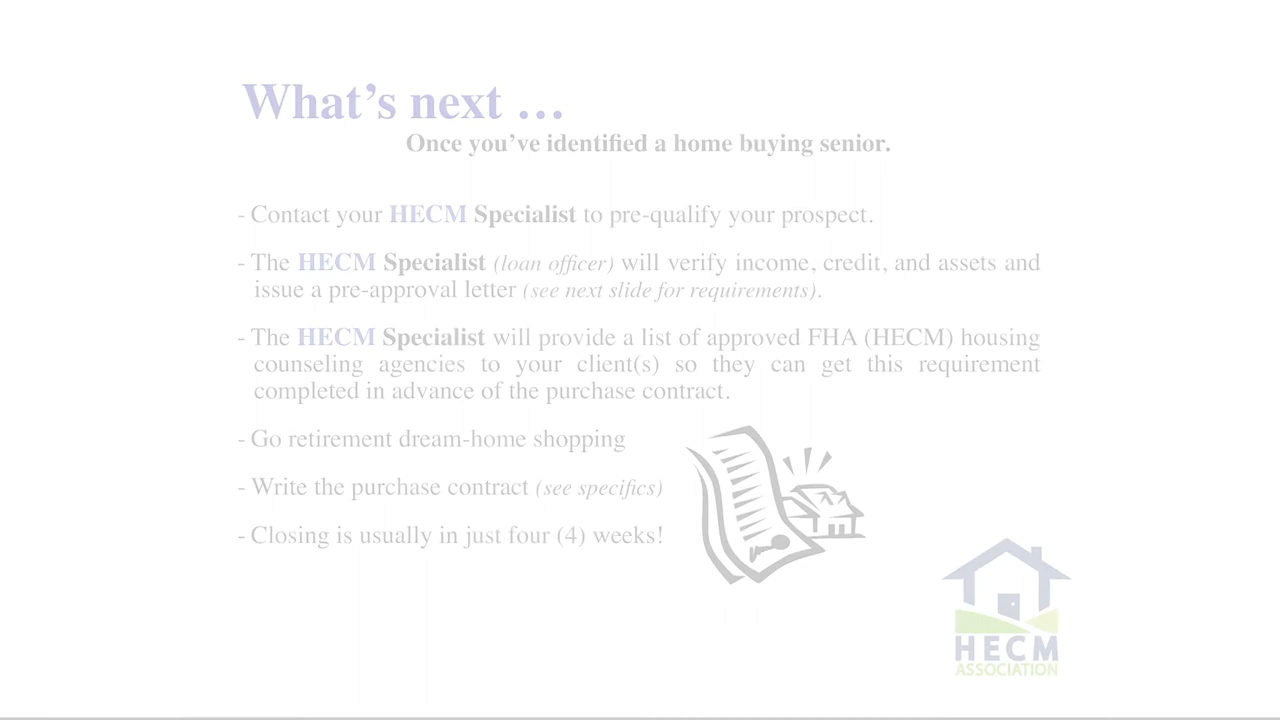 What's next …
Once you've identified a home buying senior.
- Contact your HECM Specialist to pre-qualify your prospect.
- The HECM Specialist (loan officer) will verify income, credit, and assets and
issue a pre-approval letter (see next slide for requirements).
- The HECM Specialist will provide a list of approved FHA (HECM) housing
counseling agencies to your client(s) so they can get this requirement
completed in advance of the purchase contract.
- Go retirement dream-home shopping
- Write the purchase contract (see specifics)
- Closing is usually in just four (4) weeks!
HECM
ASSOCIATION